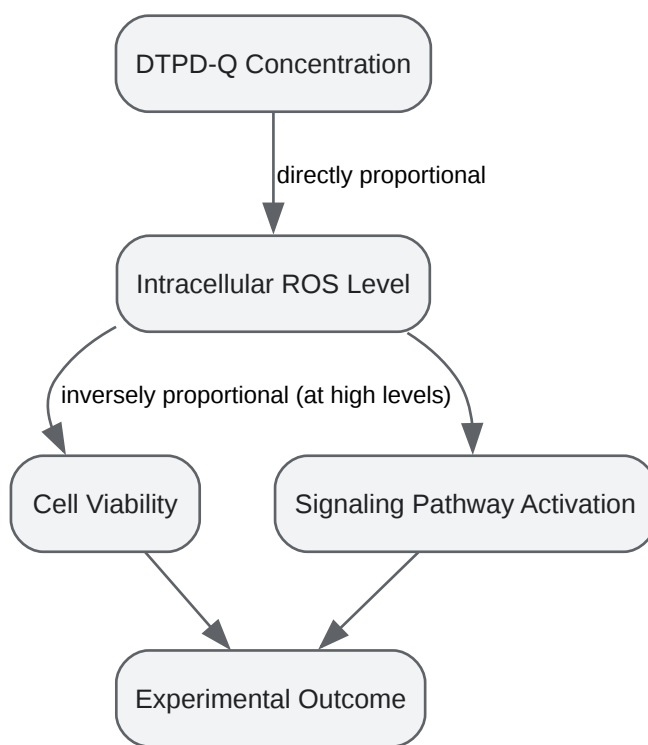 DTPD-Q Concentration
directly proportional
Intracellular ROS Level
inversely proportional (at high levels)
Cell Viability
Signaling Pathway Activation
Experimental Outcome